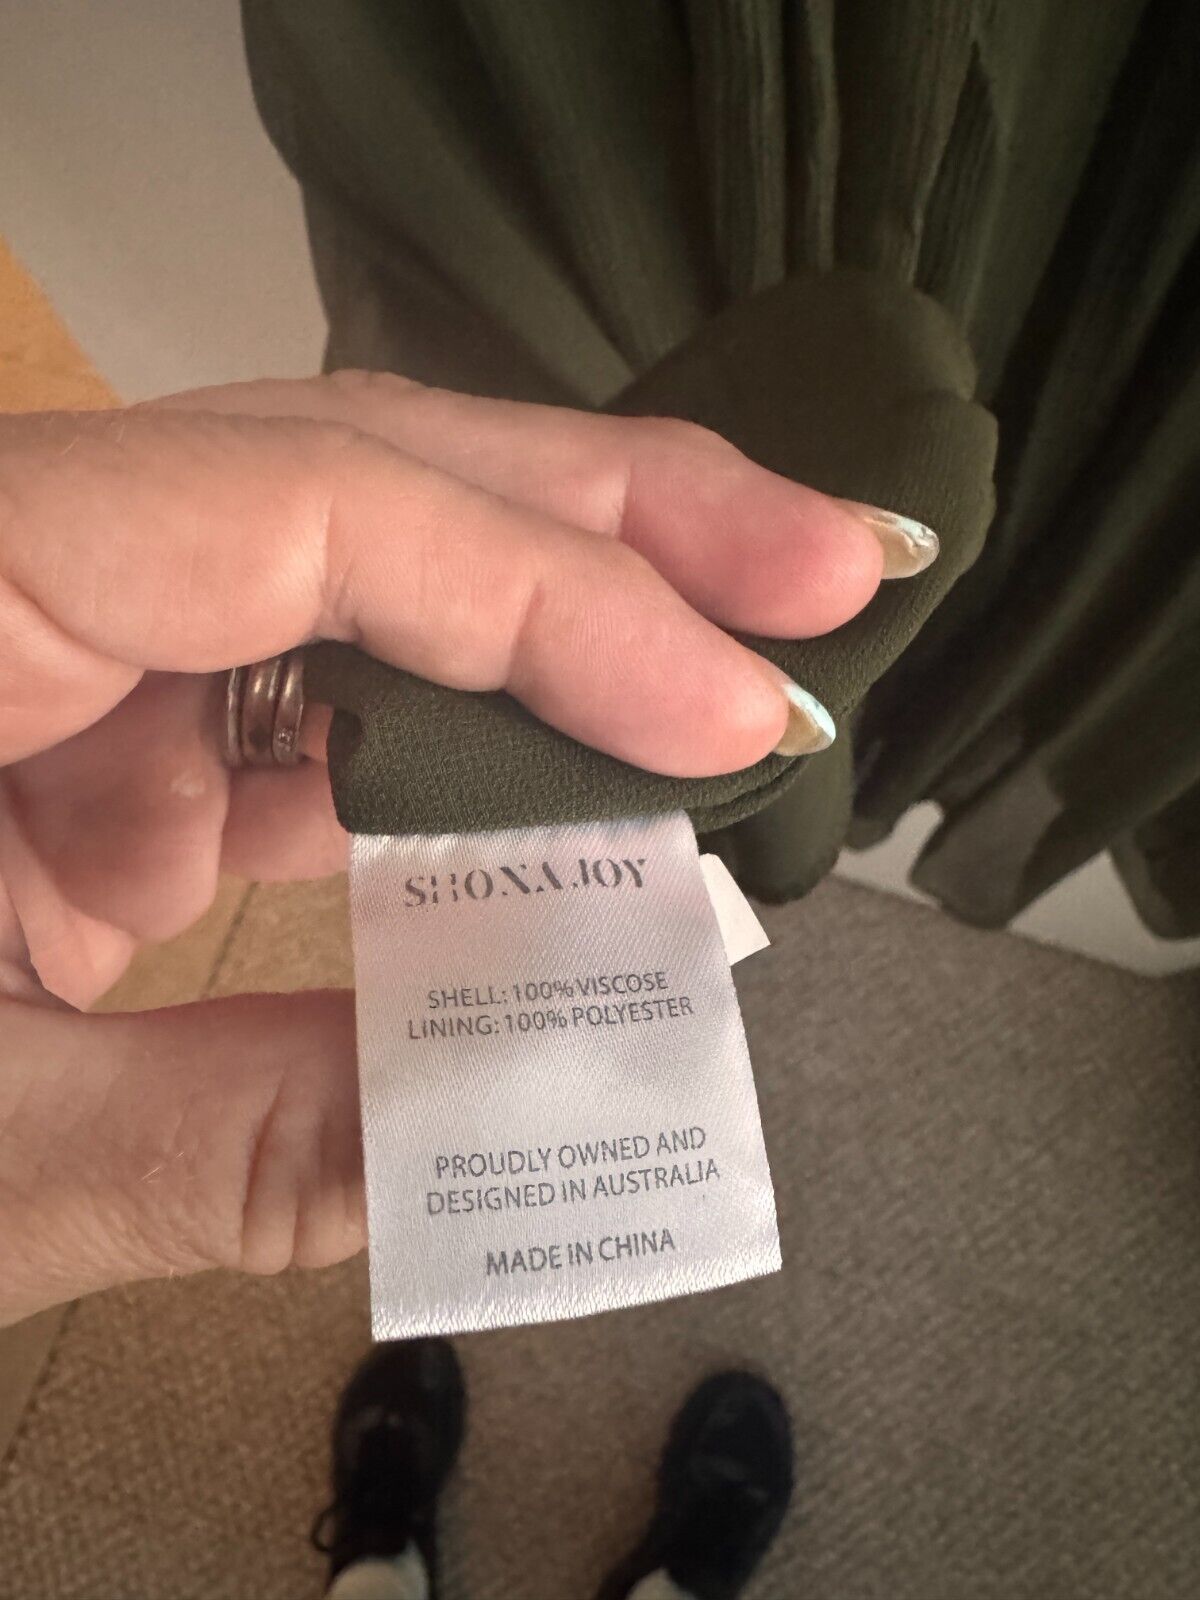 SHONA JOY
SHELL: 100% VISCOSE
LINING: 100% POLYESTER
PROUDLY OWNED AND
DESIGNED IN AUSTRALIA
MADE IN CHINA